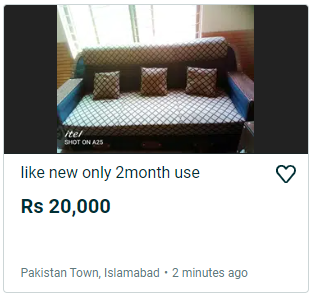 itel
SHOT ON A25
like new only 2month use
Rs 20,000
Pakistan Town, Islamabad • 2 minutes ago